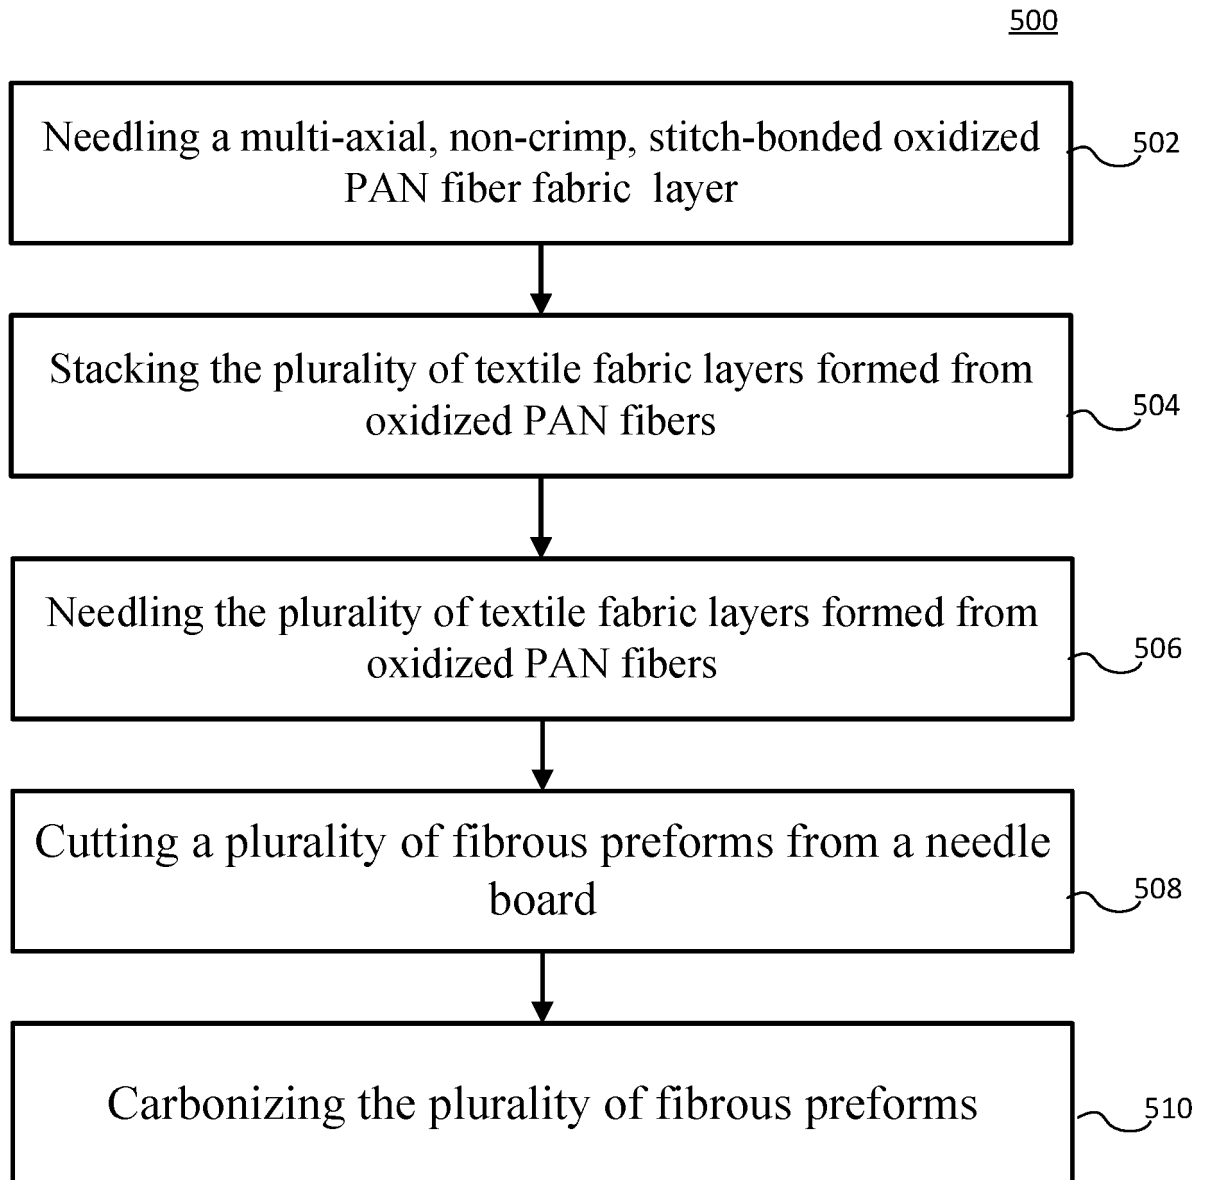 500
Needling a multi-axial, non-crimp, stitch-bonded oxidized
PAN fiber fabric layer
502
Stacking the plurality of textile fabric layers formed from
oxidized PAN fibers
504
Needling the plurality of textile fabric layers formed from
oxidized PAN fibers
506
Cutting a plurality of fibrous preforms from a needle
board
508
Carbonizing the plurality of fibrous preforms
510